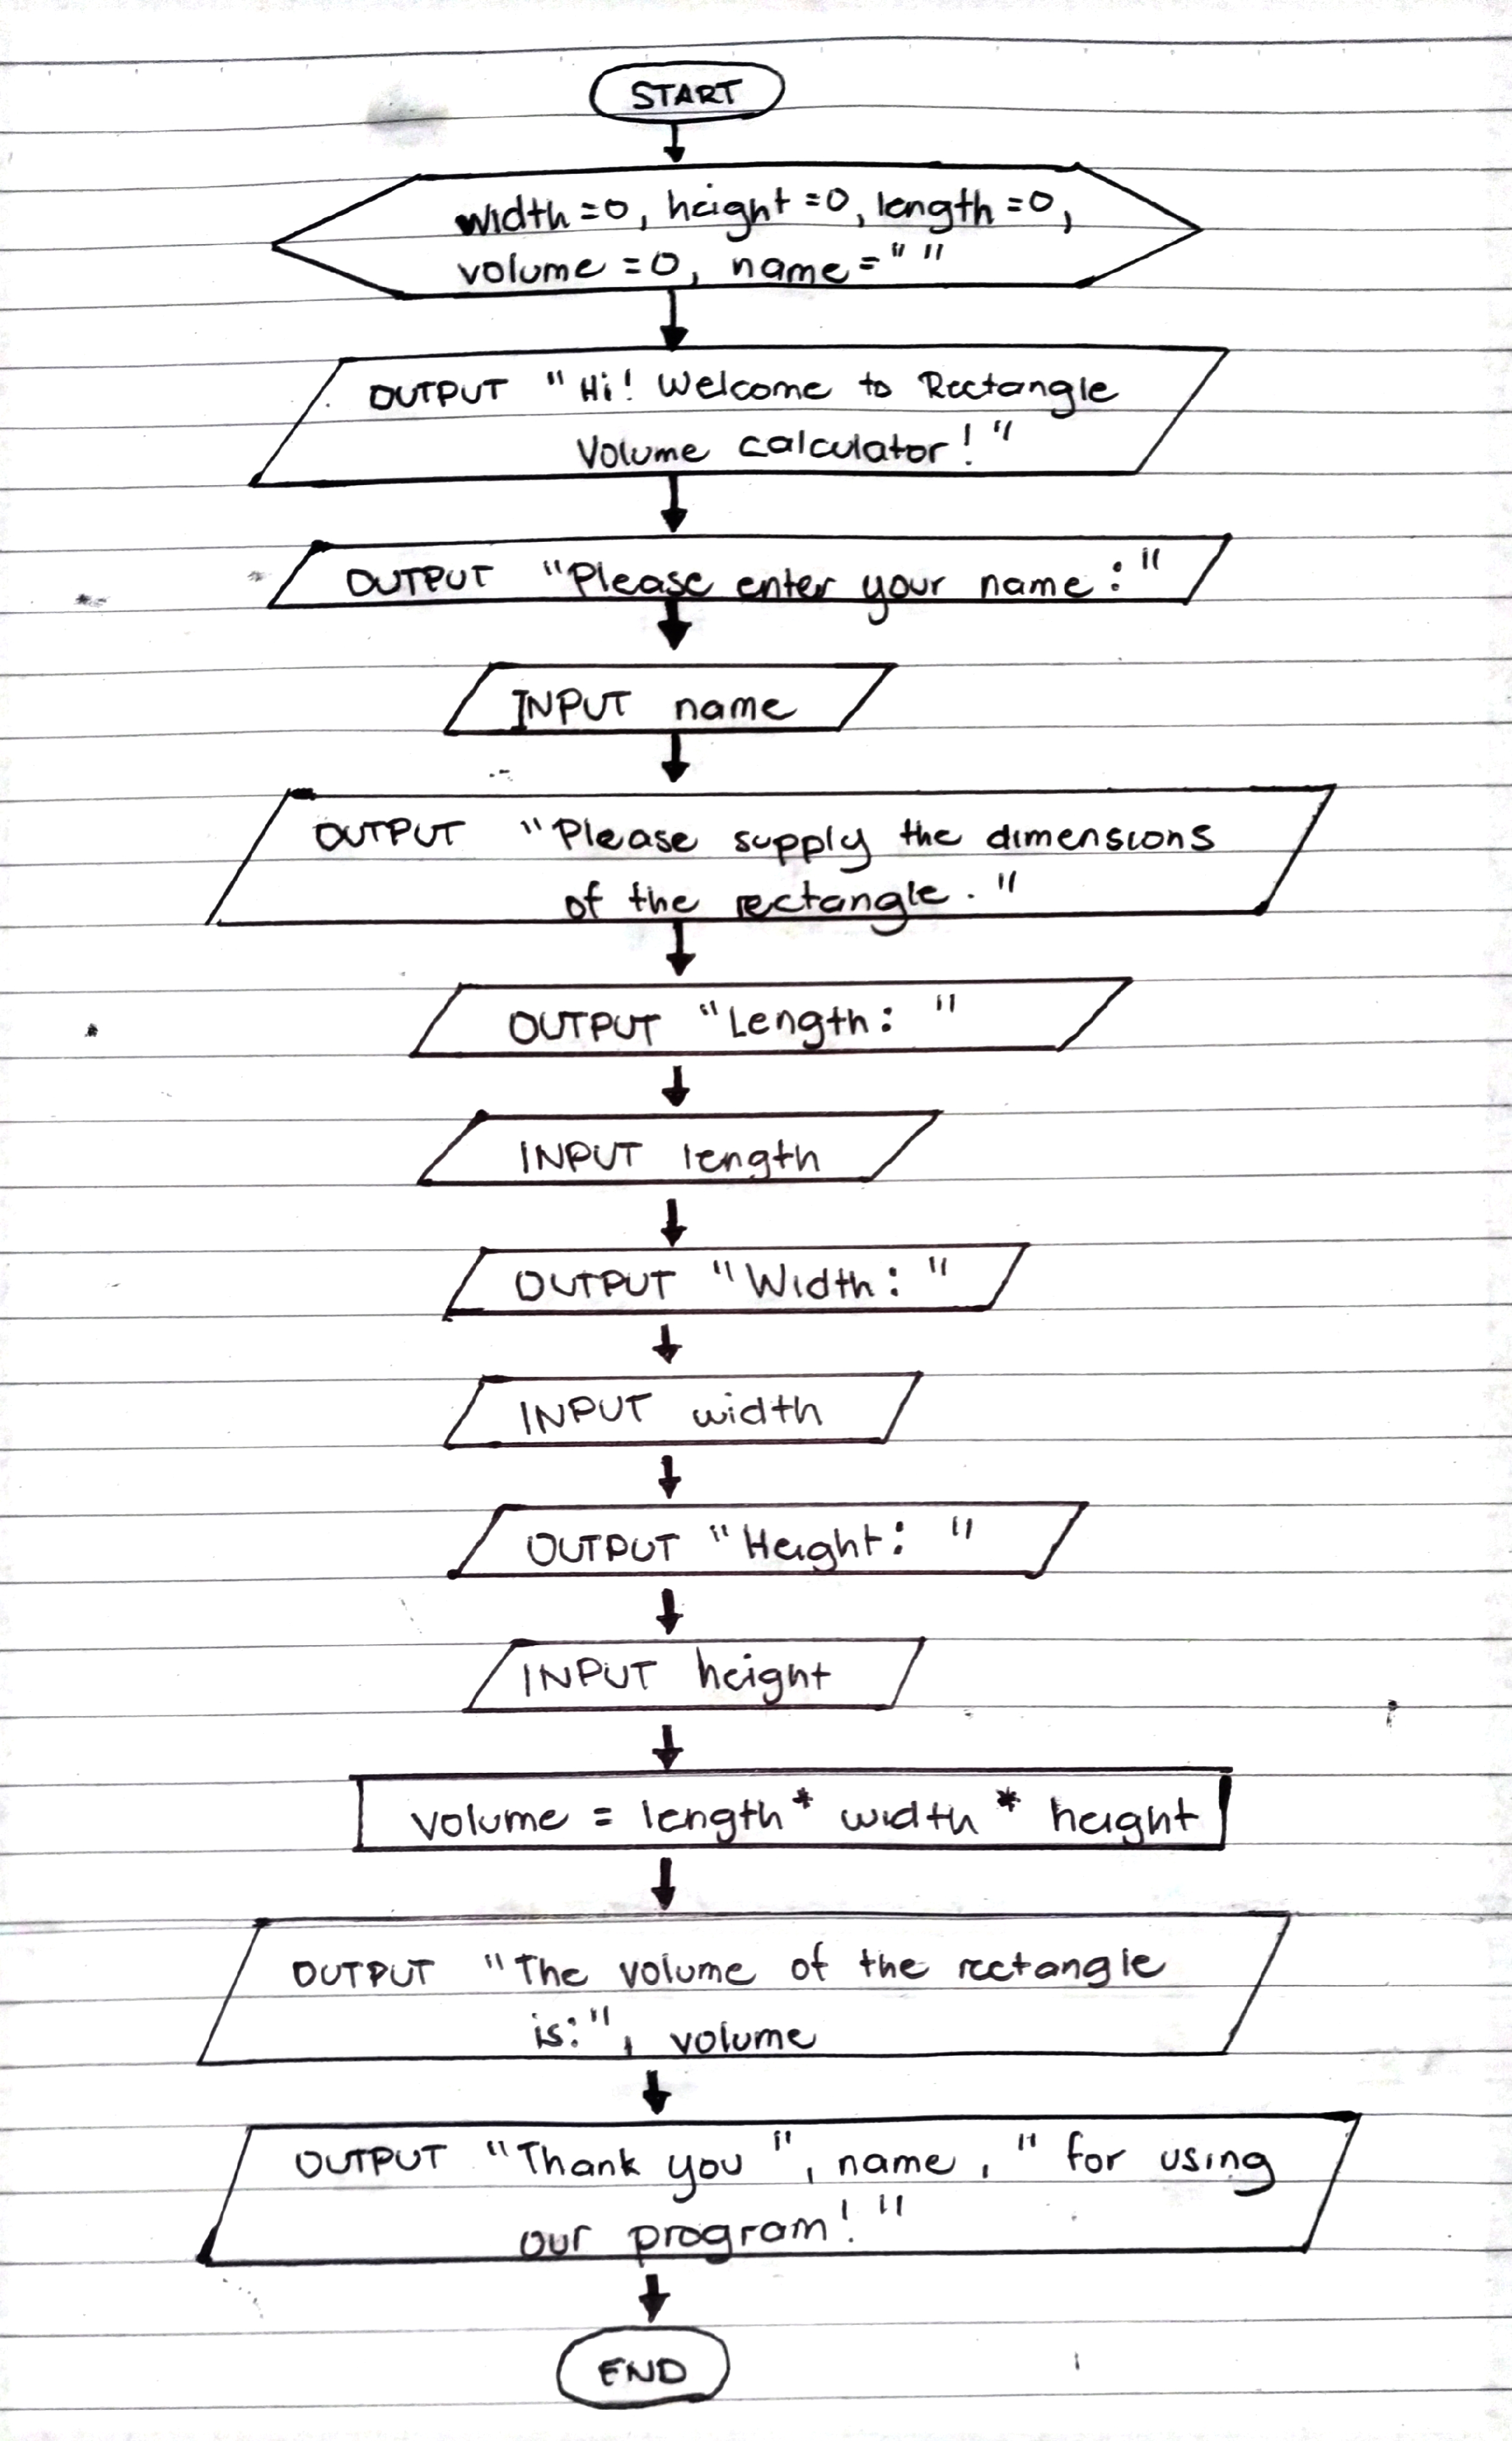 START
width=0, height=0, length=0,
volume=0, name=" "
OUTPUT "Hi! Welcome to Rectangle
Volume calculator!"
OUTPUT "Please enter your name:"
INPUT name
OUTPUT "Please supply the dimensions
of the rectangle."
OUTPUT "Length: "
INPUT length
OUTPUT "Width: "
INPUT width
OUTPUT "Height: "
INPUT height
volume = length * width * height
OUTPUT "The volume of the rectangle
is:", volume
OUTPUT "Thank you ", name, " for using
our program!"
END